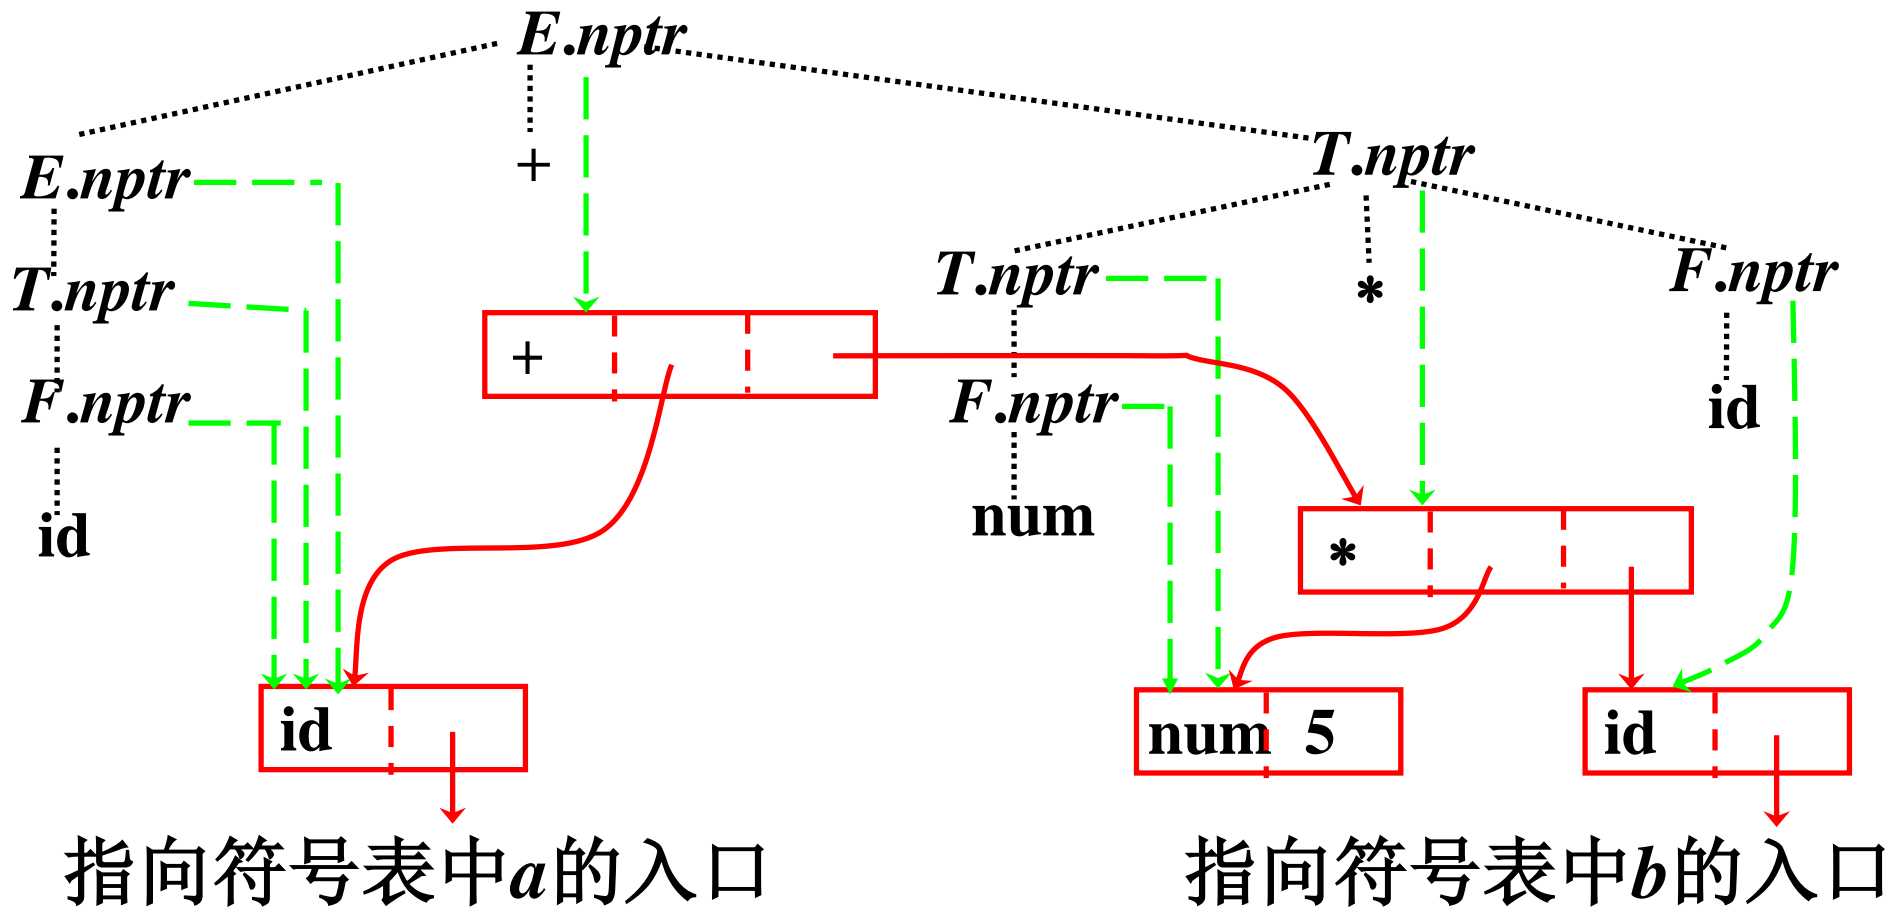 E.nptr
+
T.nptr
E.nptr
T.nptr
*
F.nptr
T.nptr
+
F.nptr
id
F.nptr
num
id
*
id
num 5
id
指向符号表中a的入口
指向符号表中b的入口